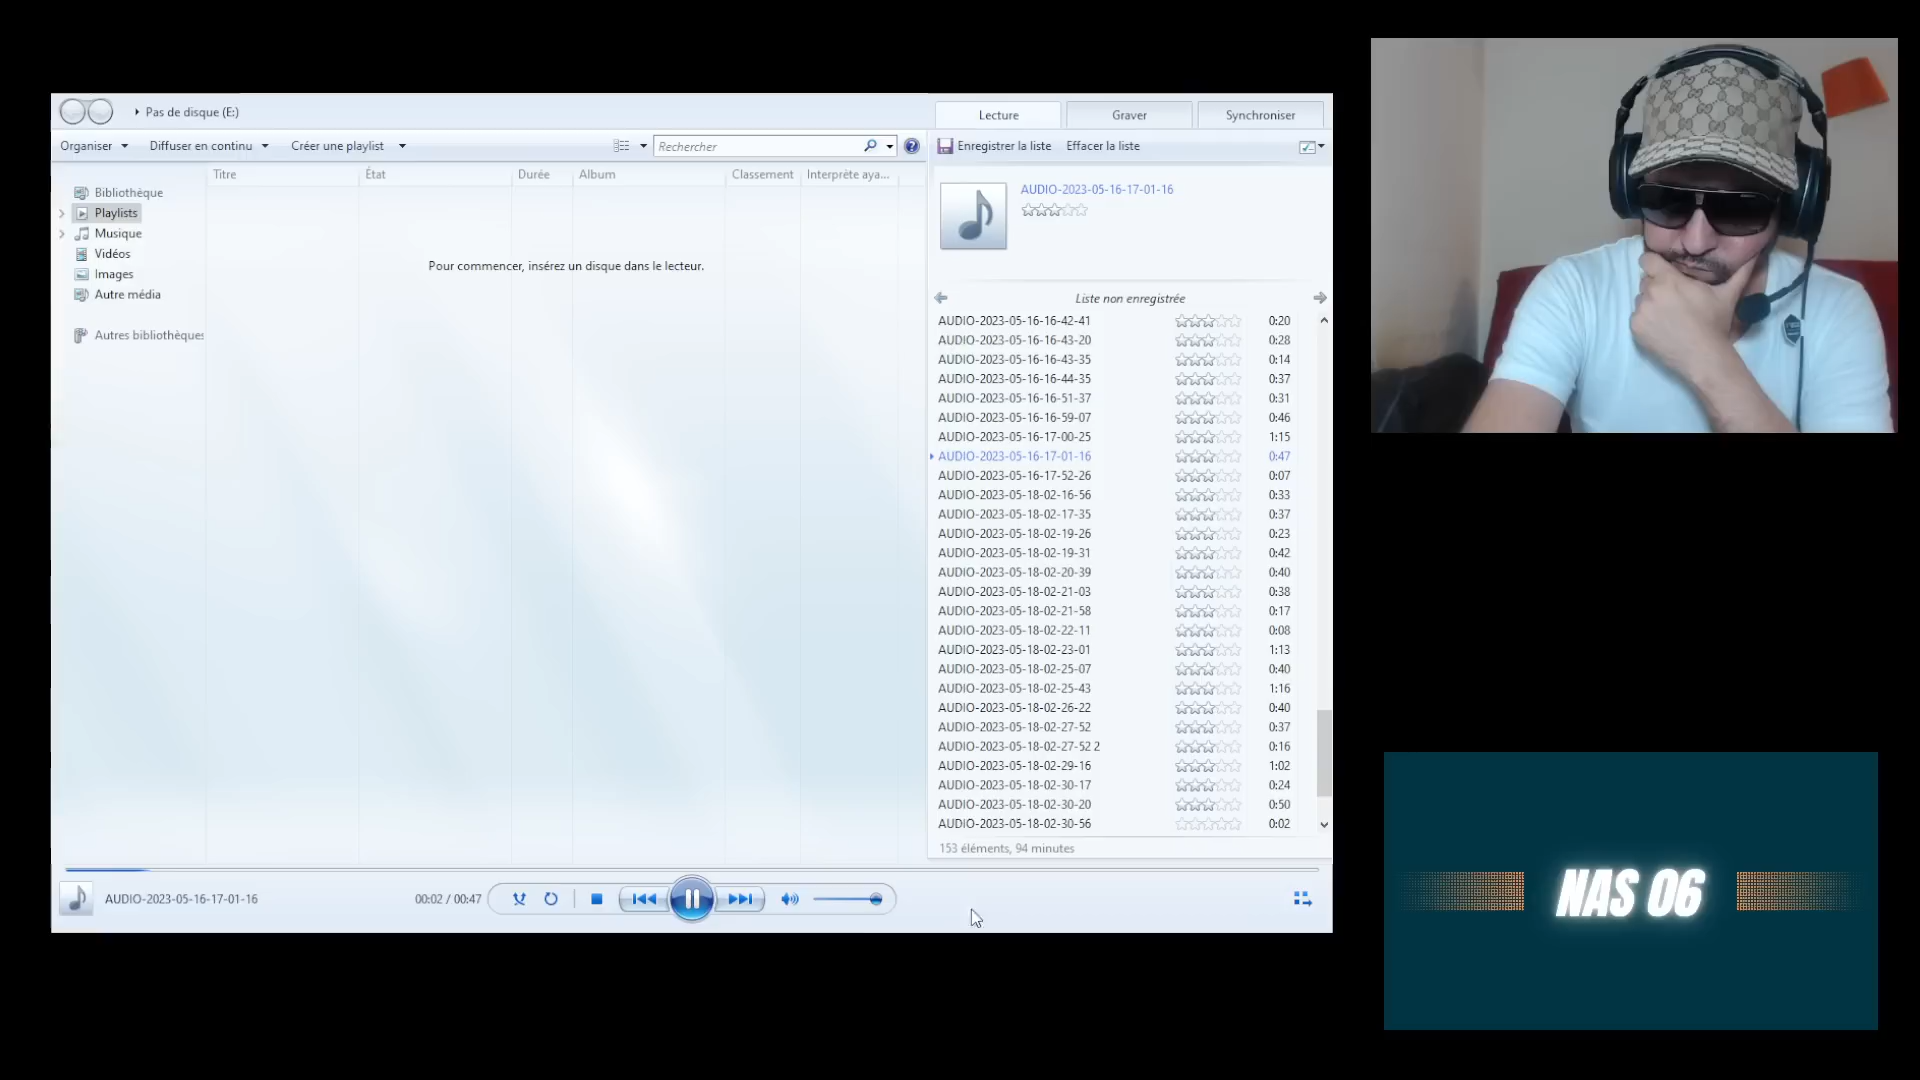 Pas de disque (E:)
Organiser
Diffuser en continu
Créer une playlist
Rechercher
Titre
État
Durée
Album
Classement
Interprète aya...
Bibliothèque
Playlists
Musique
Vidéos
Images
Autre média
Autres bibliothèques
Pour commencer, insérez un disque dans le lecteur.
Lecture
Graver
Synchroniser
Enregistrer la liste
Effacer la liste
AUDIO-2023-05-16-17-01-16
Liste non enregistrée
AUDIO-2023-05-16-16-42-41 0:20
AUDIO-2023-05-16-16-43-20 0:28
AUDIO-2023-05-16-16-43-35 0:14
AUDIO-2023-05-16-16-44-35 0:37
AUDIO-2023-05-16-16-51-37 0:31
AUDIO-2023-05-16-16-59-07 0:46
AUDIO-2023-05-16-17-00-25 1:15
AUDIO-2023-05-16-17-01-16 0:47
AUDIO-2023-05-16-17-52-26 0:07
AUDIO-2023-05-18-02-16-56 0:33
AUDIO-2023-05-18-02-17-35 0:37
AUDIO-2023-05-18-02-19-26 0:23
AUDIO-2023-05-18-02-19-31 0:42
AUDIO-2023-05-18-02-20-39 0:40
AUDIO-2023-05-18-02-21-03 0:38
AUDIO-2023-05-18-02-21-58 0:17
AUDIO-2023-05-18-02-22-11 0:08
AUDIO-2023-05-18-02-23-01 1:13
AUDIO-2023-05-18-02-25-07 0:40
AUDIO-2023-05-18-02-25-43 1:16
AUDIO-2023-05-18-02-26-22 0:40
AUDIO-2023-05-18-02-27-52 0:37
AUDIO-2023-05-18-02-27-52 2 0:16
AUDIO-2023-05-18-02-29-16 1:02
AUDIO-2023-05-18-02-30-17 0:24
AUDIO-2023-05-18-02-30-20 0:50
AUDIO-2023-05-18-02-30-56 0:02
153 éléments, 94 minutes
AUDIO-2023-05-16-17-01-16
00:02 / 00:47
NAS 06